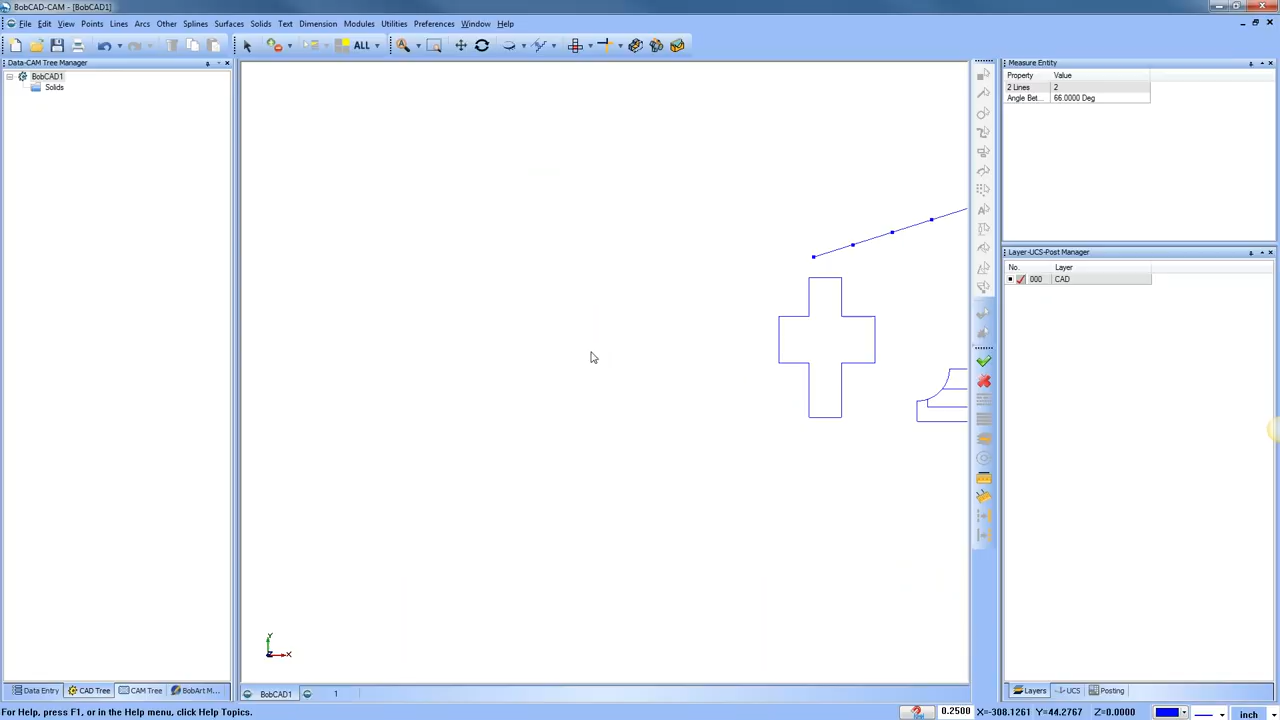 BobCAD-CAM - [BobCAD1]
File Edit View Points Lines Arcs Other Splines Surfaces Solids Text Dimension Modules Utilities Preferences Window Help
ALL
Data-CAM Tree Manager
BobCAD1
Solids
Measure Entity
Property Value
2 Lines 2
Angle Bet... 66.0000 Deg
Layer-UCS-Post Manager
No. Layer
000 CAD
Y
Z X
Data Entry CAD Tree CAM Tree BobArt M...
BobCAD1 1
Layers UCS Posting
For Help, press F1, or in the Help menu, click Help Topics.
0.2500 X=-308.1261 Y=44.2767 Z=0.0000 inch